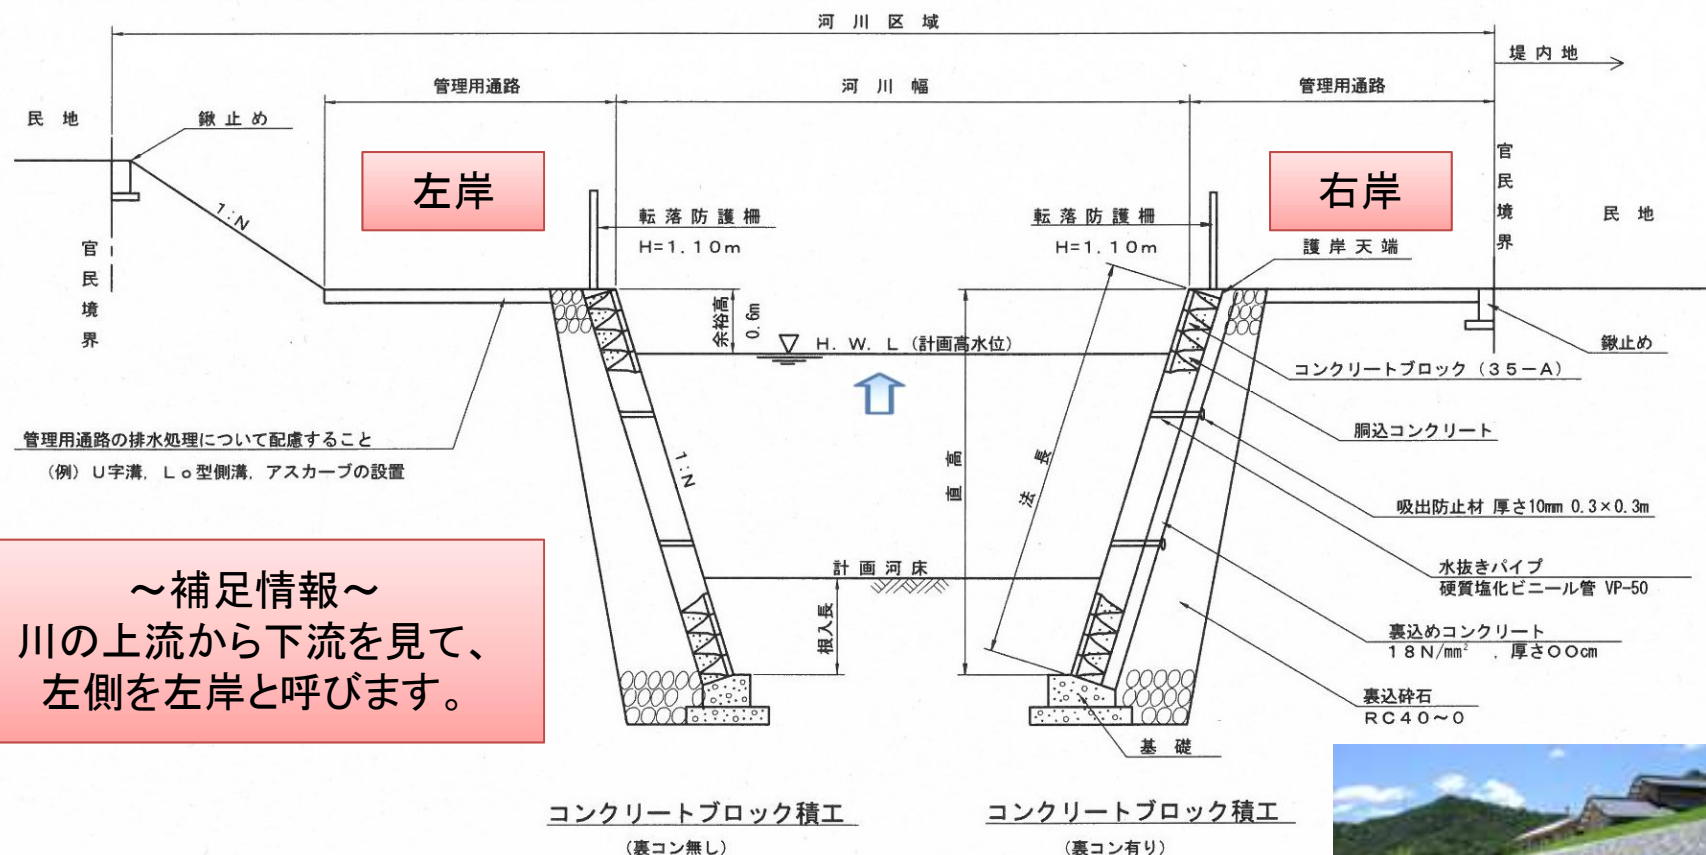 河川区域
堤内地
管理用通路
河川幅
管理用通路
民地
鍬止め
左岸
右岸
官民境界
民地
1:N
転落防護柵
H=1.10m
転落防護柵
H=1.10m
護岸天端
官民境界
余裕高
0.6m
H.W.L(計画高水位)
鍬止め
コンクリートブロック(35-A)
胴込コンクリート
管理用通路の排水処理について配慮すること
(例)U字溝, Lo型側溝, アスカーブの設置
1:N
直高
法長
吸出防止材 厚さ10mm 0.3×0.3m
水抜きパイプ
硬質塩化ビニール管 VP-50
計画河床
根入長
~補足情報~
川の上流から下流を見て、
左側を左岸と呼びます。
裏込めコンクリート
18N/mm² . 厚さ〇〇cm
裏込砕石
RC40~0
基礎
コンクリートブロック積工
(裏コン無し)
コンクリートブロック積工
(裏コン有り)